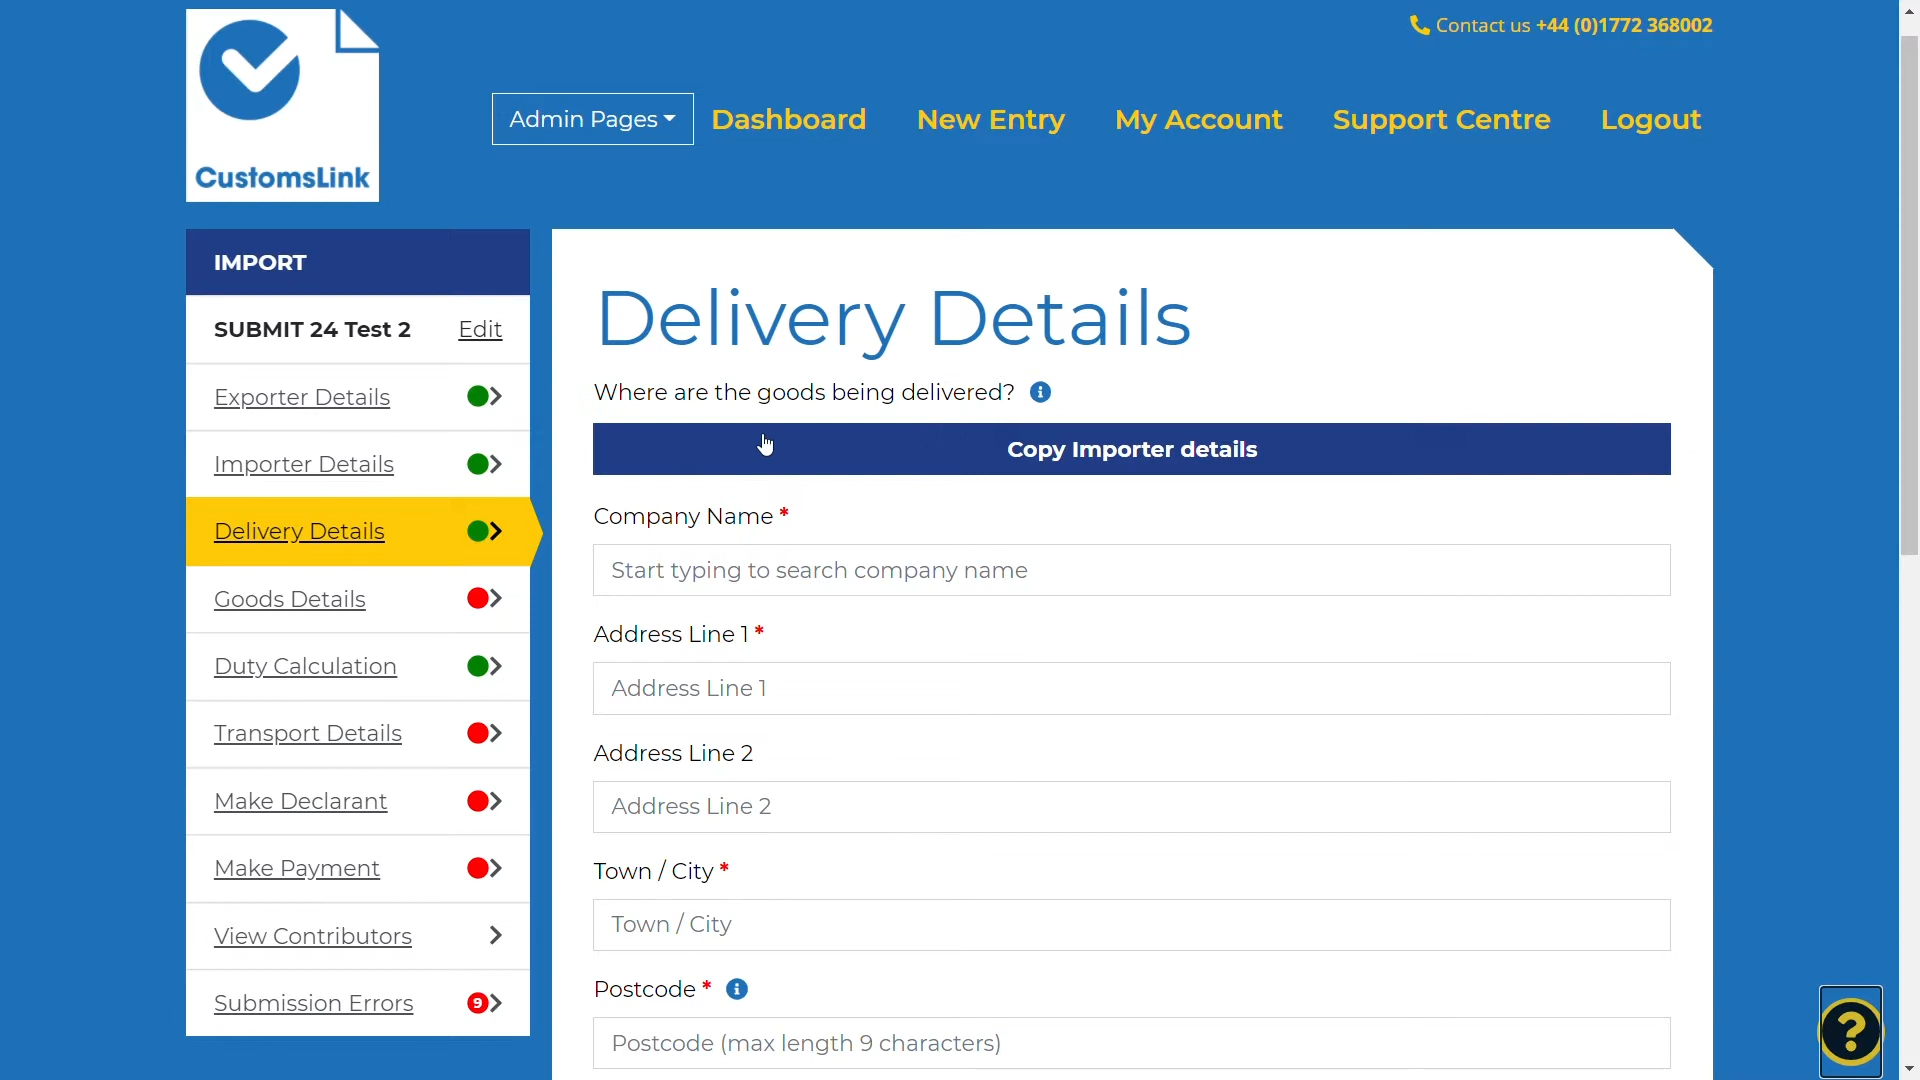 Contact us +44 (0)1772 368002
CustomsLink
Admin Pages
Dashboard
New Entry
My Account
Support Centre
Logout
IMPORT
SUBMIT 24 Test 2 Edit
Exporter Details
Importer Details
Delivery Details
Goods Details
Duty Calculation
Transport Details
Make Declarant
Make Payment
View Contributors
Submission Errors 9
Delivery Details
Where are the goods being delivered? i
Copy Importer details
Company Name *
Start typing to search company name
Address Line 1 *
Address Line 1
Address Line 2
Address Line 2
Town / City *
Town / City
Postcode * i
Postcode (max length 9 characters)
?